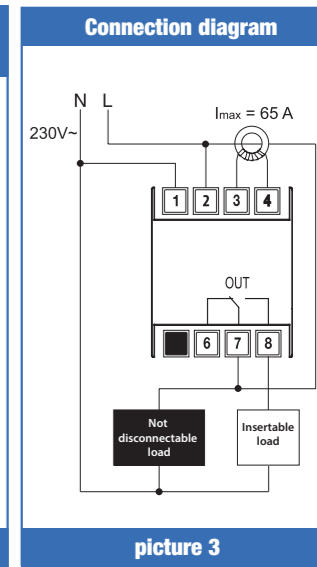 Connection diagram
N L
230V~
Imax = 65 A
1 2 3 4
OUT
6 7 8
Not
disconnectable
load
Insertable
load
picture 3